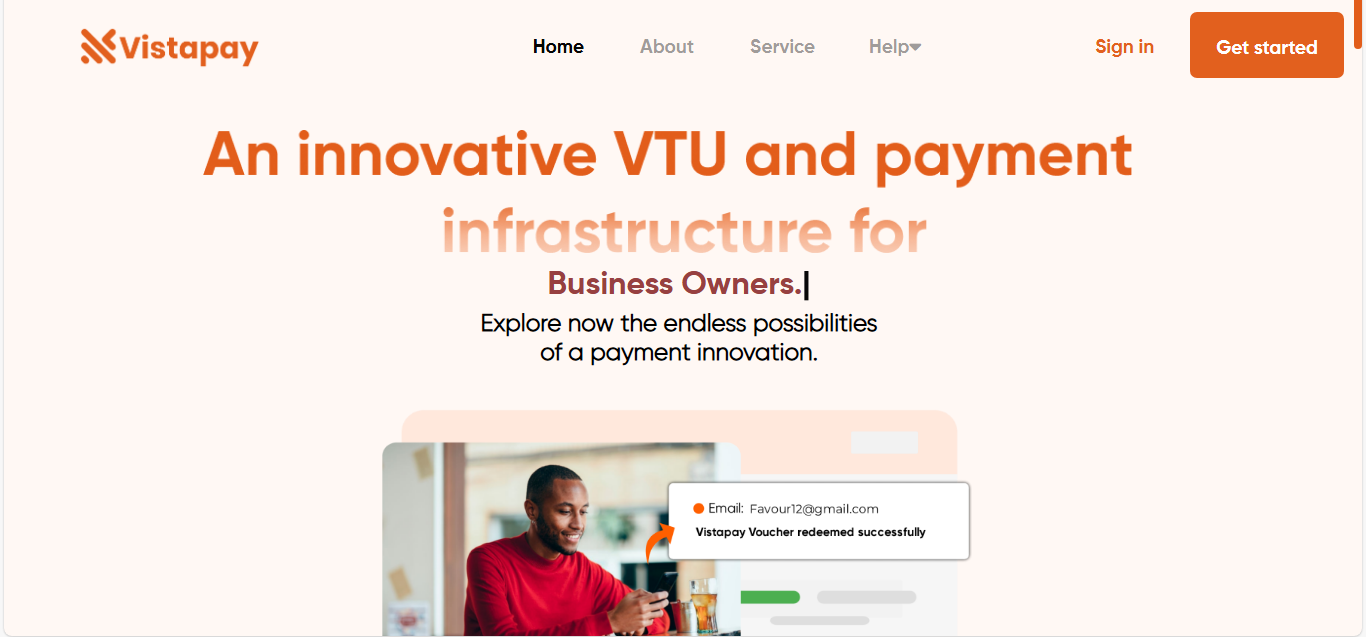 Vistapay
Home About Service Help
Sign in
Get started
An innovative VTU and payment
infrastructure for
Business Owners.
Explore now the endless possibilities
of a payment innovation.
Email: Favour12@gmail.com
Vistapay Voucher redeemed successfully